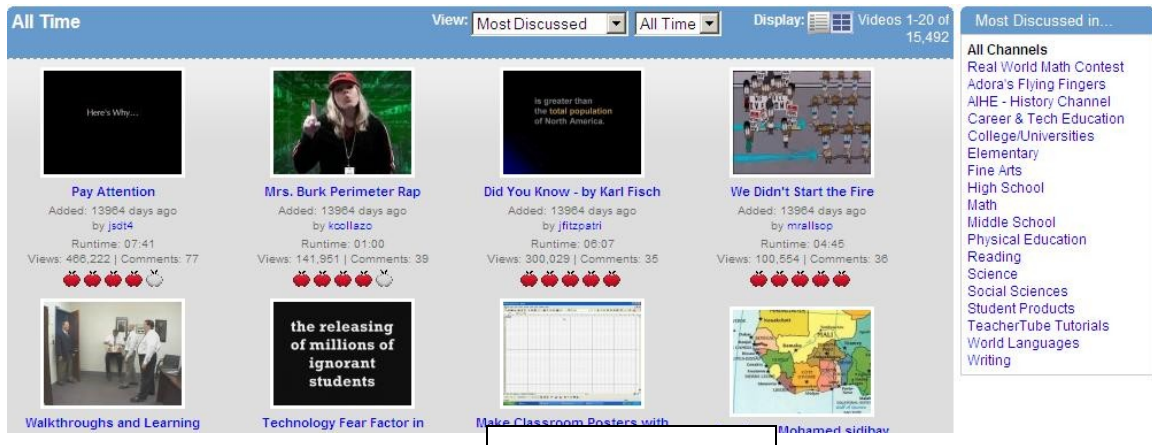 All Time
View: Most Discussed All Time Display: Videos 1-20 of
15,492
Here's Why...
is greater than
the total population
of North America.
Pay Attention
Added: 13964 days ago
by jsdt4
Runtime: 07:41
Views: 466,222 | Comments: 77
Mrs. Burk Perimeter Rap
Added: 13964 days ago
by kcollazo
Runtime: 01:00
Views: 141,951 | Comments: 39
Did You Know - by Karl Fisch
Added: 13964 days ago
by jfitzpatri
Runtime: 06:07
Views: 300,029 | Comments: 35
We Didn't Start the Fire
Added: 13964 days ago
by mrallsop
Runtime: 04:45
Views: 100,554 | Comments: 36
the releasing
of millions of
ignorant
students
MALI
Walkthroughs and Learning
Technology Fear Factor in
Make Classroom Posters with
Mohamed sidibay
Most Discussed in...
All Channels
Real World Math Contest
Adora's Flying Fingers
AIHE - History Channel
Career & Tech Education
College/Universities
Elementary
Fine Arts
High School
Math
Middle School
Physical Education
Reading
Science
Social Sciences
Student Products
TeacherTube Tutorials
World Languages
Writing